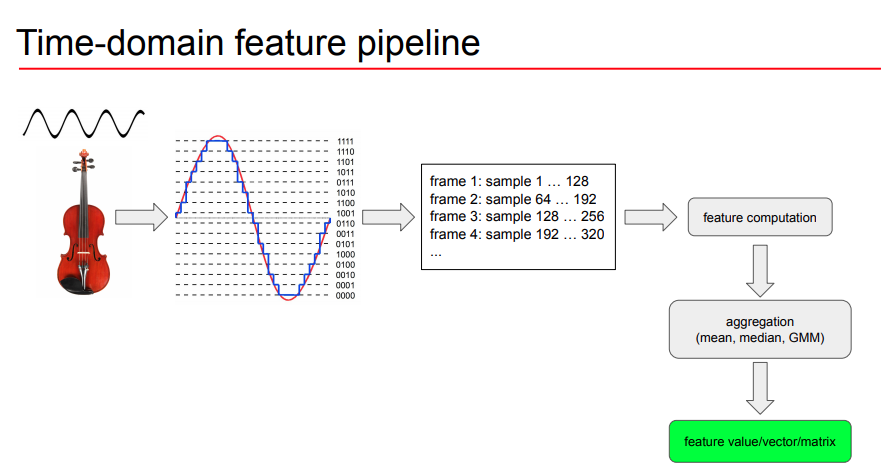 Time-domain feature pipeline
1111
1110
1101
1011
0111
1010
1100
1001
0110
0011
0101
1000
0100
0010
0001
0000
frame 1: sample 1 … 128
frame 2: sample 64 … 192
frame 3: sample 128 … 256
frame 4: sample 192 … 320
...
feature computation
aggregation
(mean, median, GMM)
feature value/vector/matrix